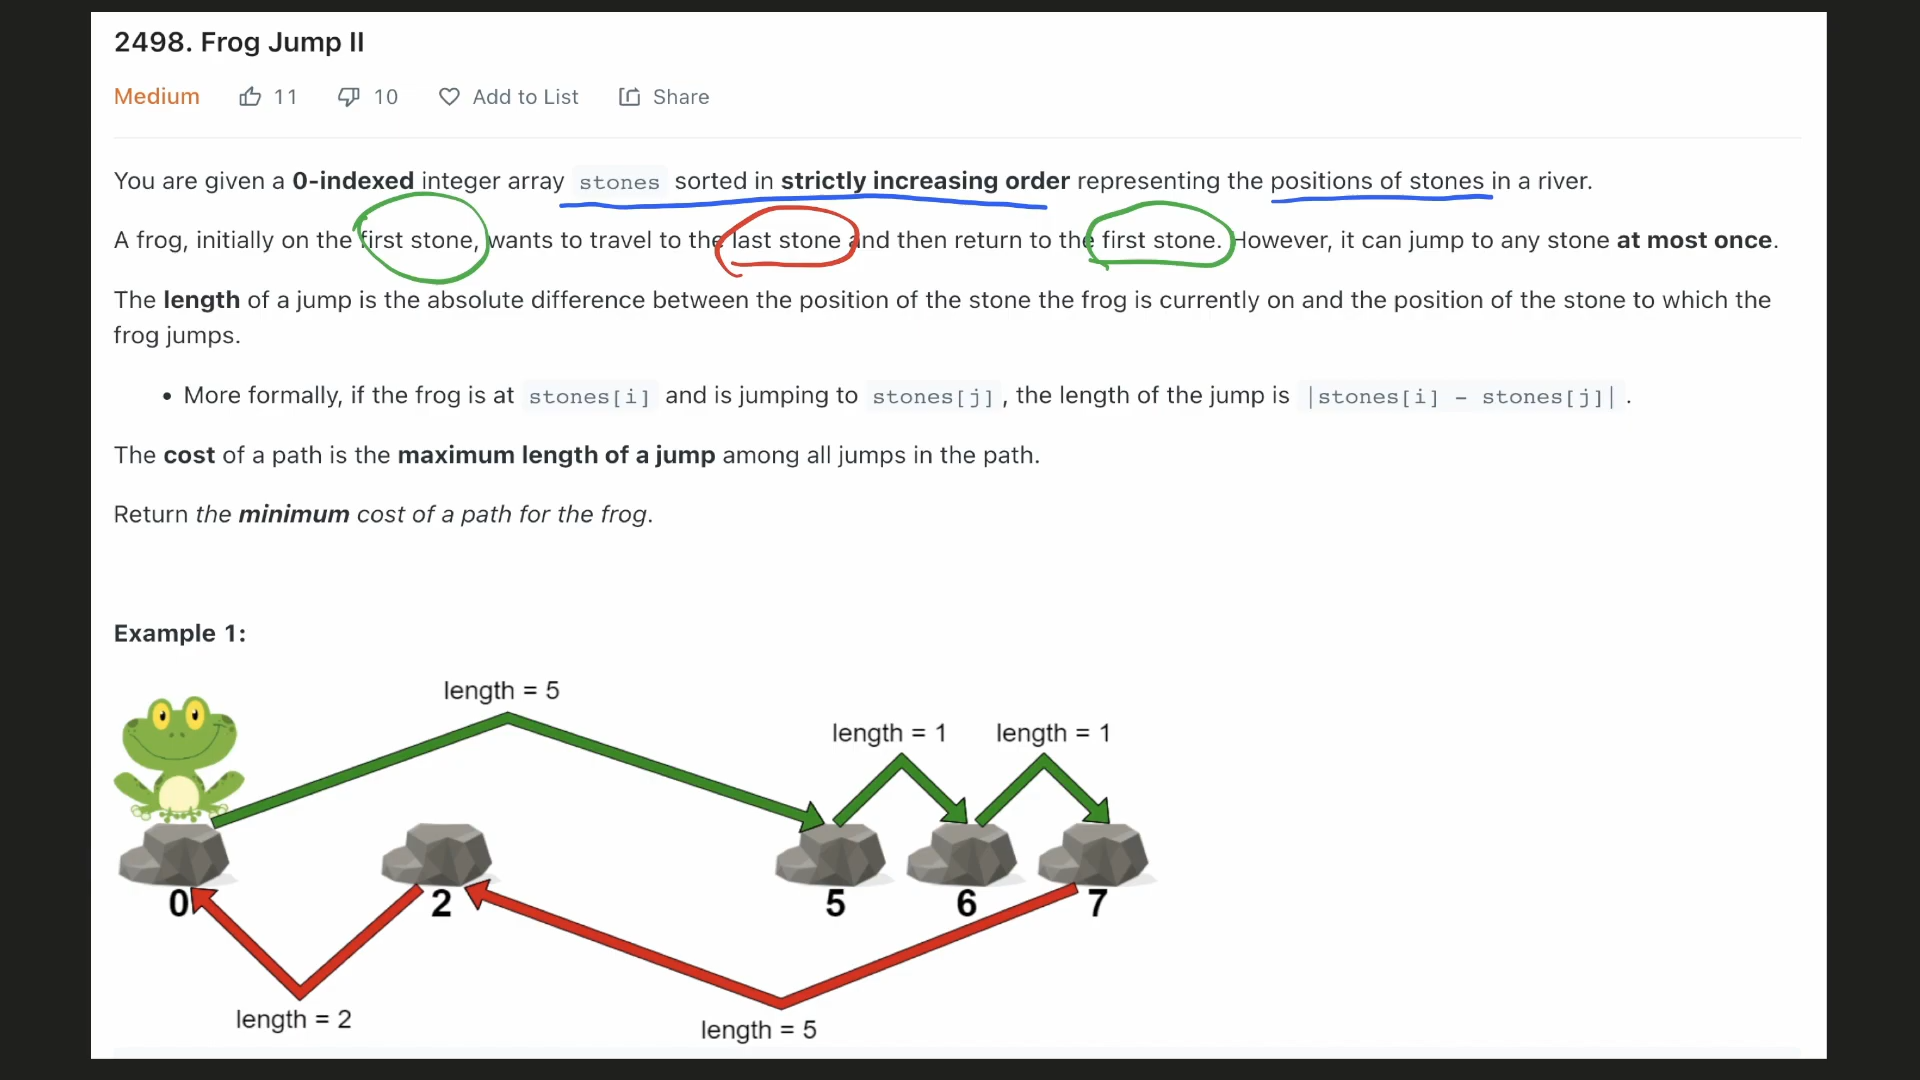 2498. Frog Jump II
Medium 11 10 Add to List Share
You are given a 0-indexed integer array stones sorted in strictly increasing order representing the positions of stones in a river.
A frog, initially on the first stone, wants to travel to the last stone and then return to the first stone. However, it can jump to any stone at most once.
The length of a jump is the absolute difference between the position of the stone the frog is currently on and the position of the stone to which the
frog jumps.
• More formally, if the frog is at stones[i] and is jumping to stones[j] , the length of the jump is |stones[i] - stones[j]| .
The cost of a path is the maximum length of a jump among all jumps in the path.
Return the minimum cost of a path for the frog.
Example 1:
length = 5
length = 1 length = 1
0 2 5 6 7
length = 2
length = 5